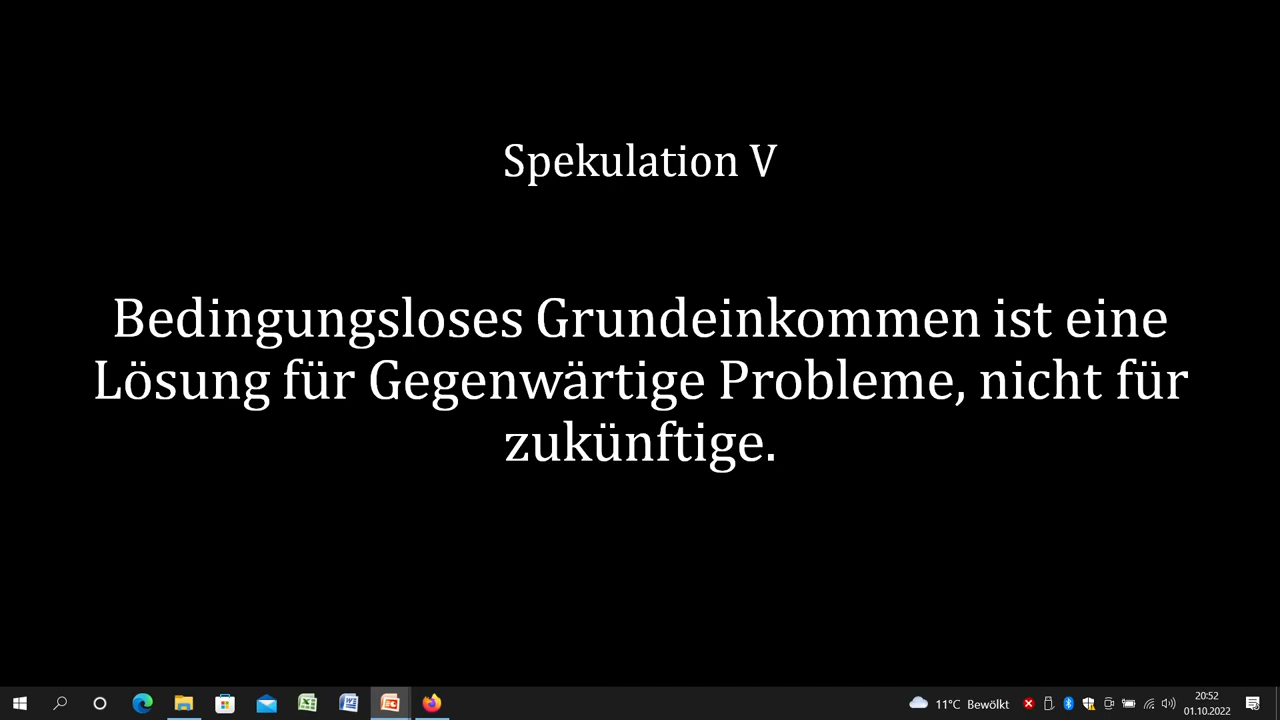 Spekulation V
Bedingungsloses Grundeinkommen ist eine
Lösung für Gegenwärtige Probleme, nicht für
zukünftige.
11°C Bewölkt
20:52
01.10.2022